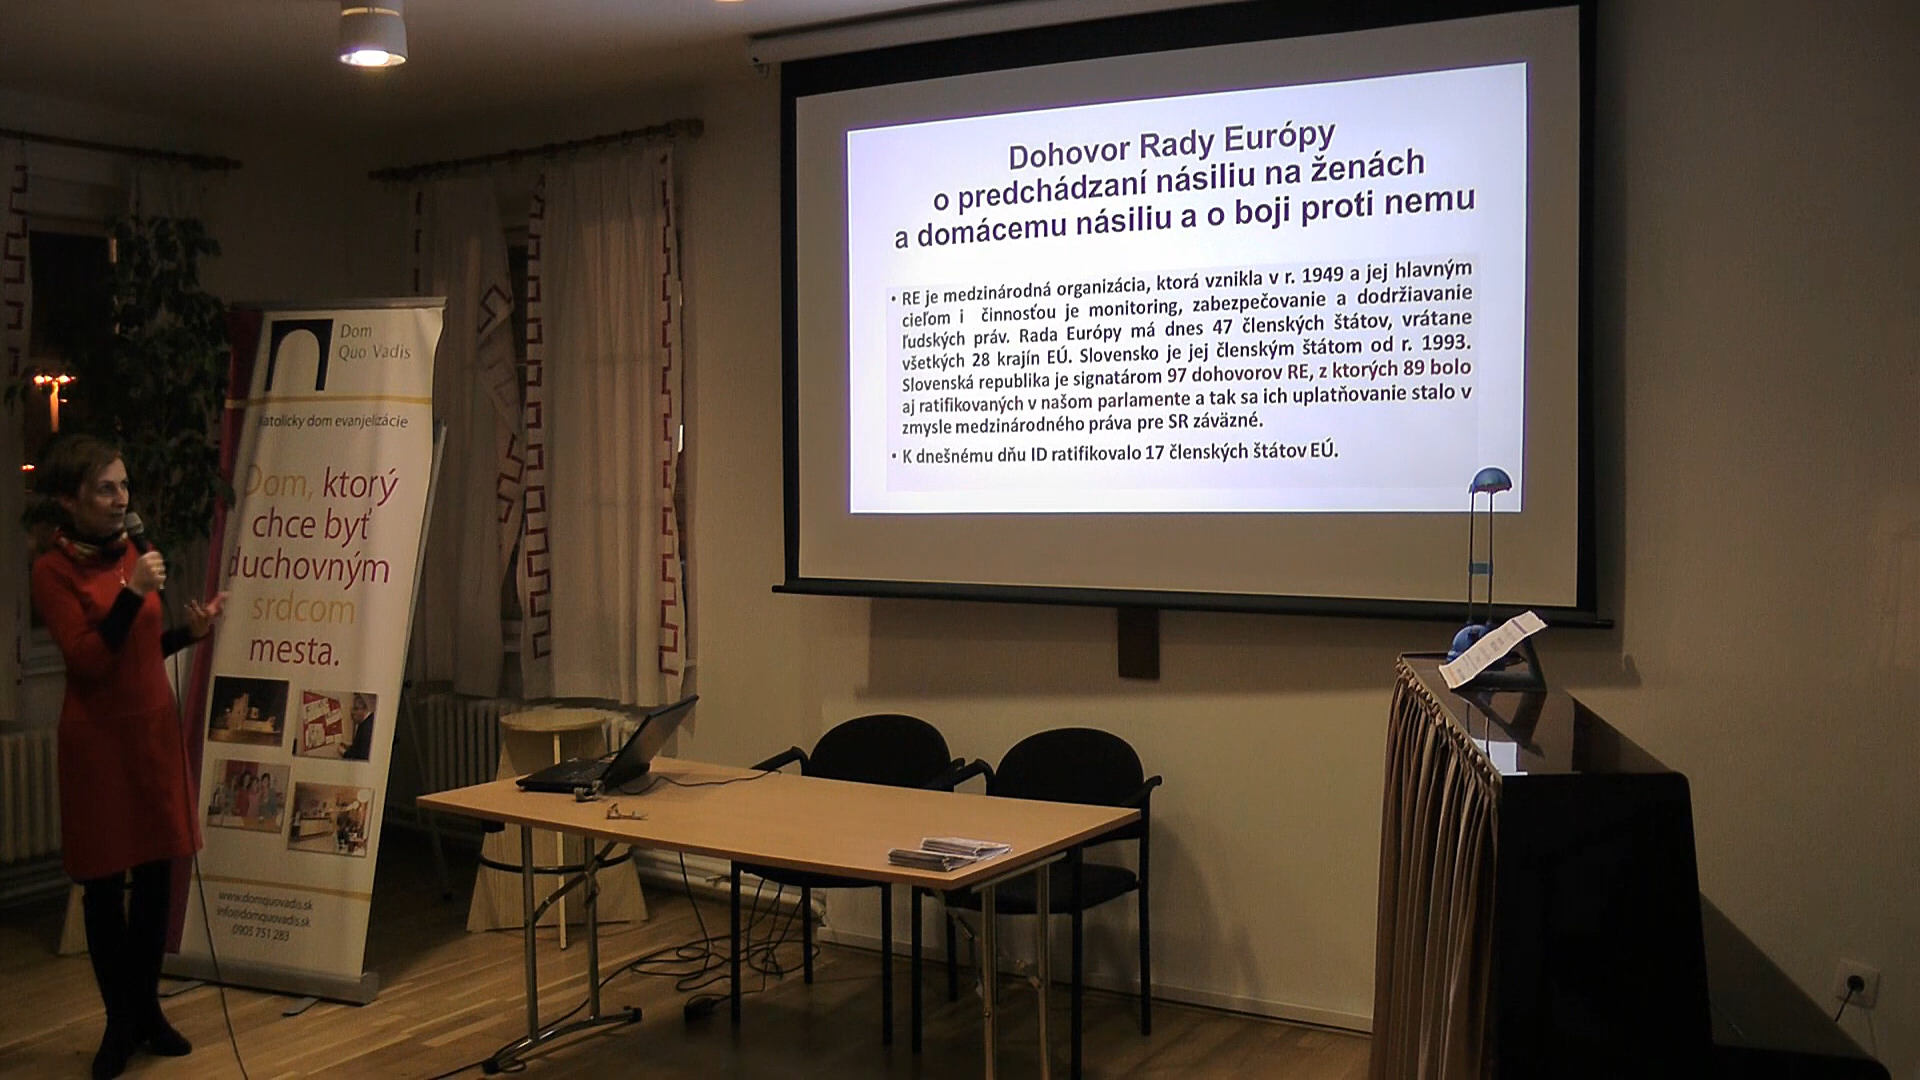 Dohovor Rady Európy
o predchádzaní násiliu na ženách
a domácemu násiliu a o boji proti nemu
• RE je medzinárodná organizácia, ktorá vznikla v r. 1949 a jej hlavným
cieľom i činnosťou je monitoring, zabezpečovanie a dodržiavanie
ľudských práv. Rada Európy má dnes 47 členských štátov, vrátane
všetkých 28 krajín EÚ. Slovensko je jej členským štátom od r. 1993.
Slovenská republika je signatárom 97 dohovorov RE, z ktorých 89 bolo
aj ratifikovaných v našom parlamente a tak sa ich uplatňovanie stalo v
zmysle medzinárodného práva pre SR záväzné.
• K dnešnému dňu ID ratifikovalo 17 členských štátov EÚ.
Dom
Quo Vadis
katolícky dom evanjelizácie
Dom, ktorý
chce byť
duchovným
srdcom
mesta.
www.domquovadis.sk
info@domquovadis.sk
0905 751 283